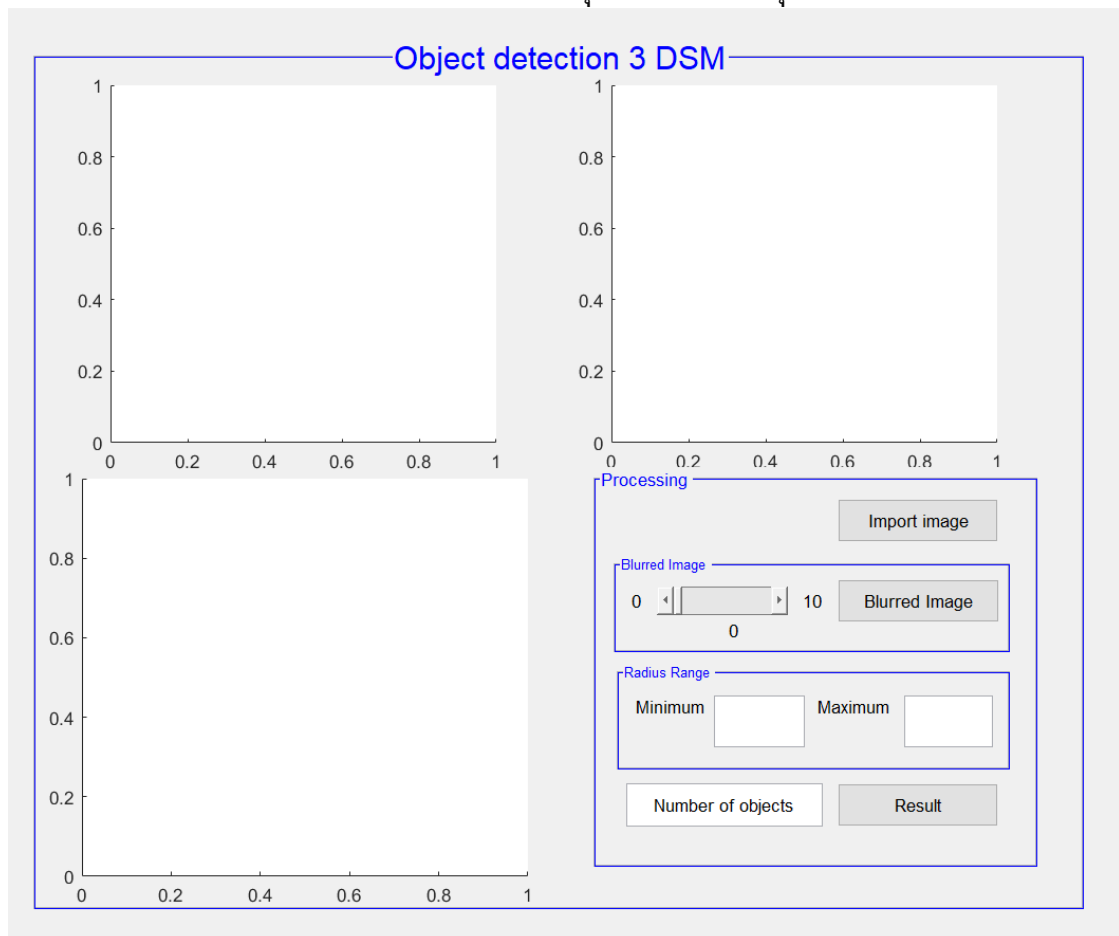 Object detection 3 DSM
1
0.8
0.6
0.4
0.2
0
0 0.2 0.4 0.6 0.8 1
1
0.8
0.6
0.4
0.2
0
0 0.2 0.4 0.6 0.8 1
1
0.8
0.6
0.4
0.2
0
0 0.2 0.4 0.6 0.8 1
Processing
Import image
Blurred Image
0 10 Blurred Image
0
Radius Range
Minimum Maximum
Number of objects Result